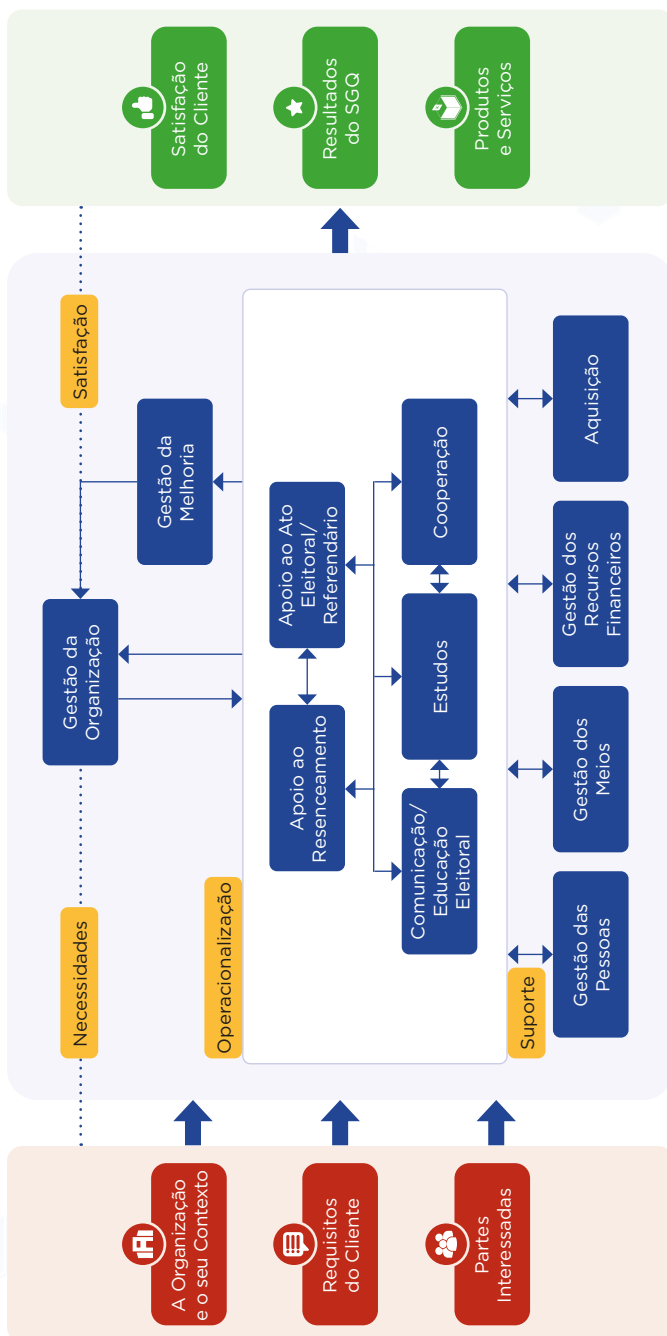 A Organização
e o seu Contexto
Requisitos
do Cliente
Partes
Interessadas
Necessidades
Satisfação
Gestão da
Organização
Gestão da
Melhoria
Operacionalização
Apoio ao
Resenceamento
Apoio ao Ato
Eleitoral/
Referendário
Comunicação/
Educação
Eleitoral
Estudos
Cooperação
Suporte
Gestão das
Pessoas
Gestão dos
Meios
Gestão dos
Recursos
Financeiros
Aquisição
Satisfação
do Cliente
Resultados
do SGQ
Produtos
e Serviços